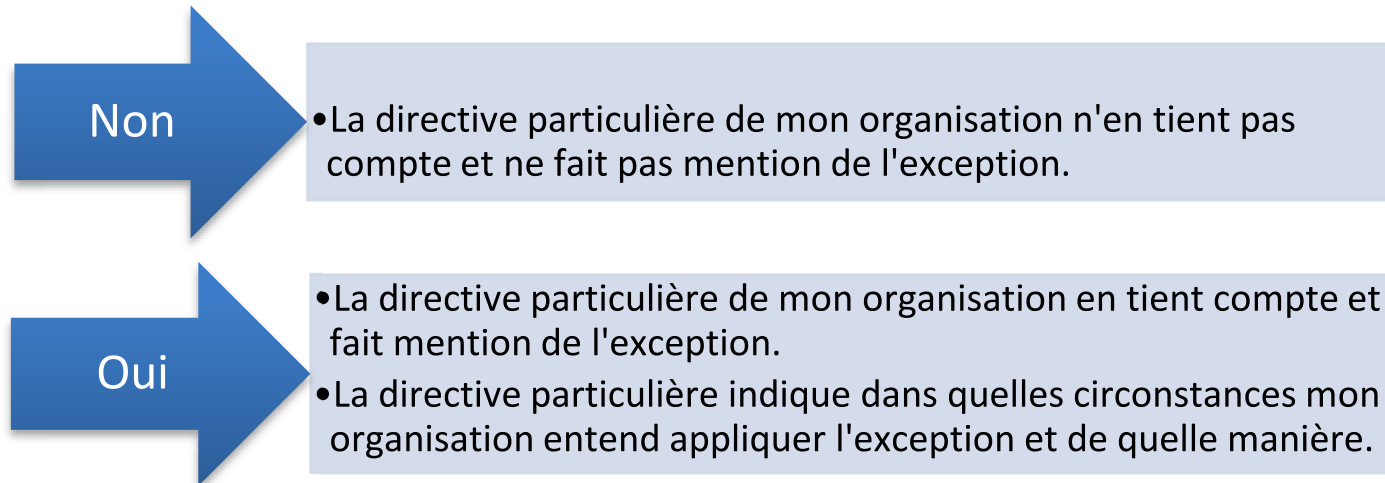 Non
•La directive particulière de mon organisation n'en tient pas
compte et ne fait pas mention de l'exception.
Oui
•La directive particulière de mon organisation en tient compte et
fait mention de l'exception.
•La directive particulière indique dans quelles circonstances mon
organisation entend appliquer l'exception et de quelle manière.